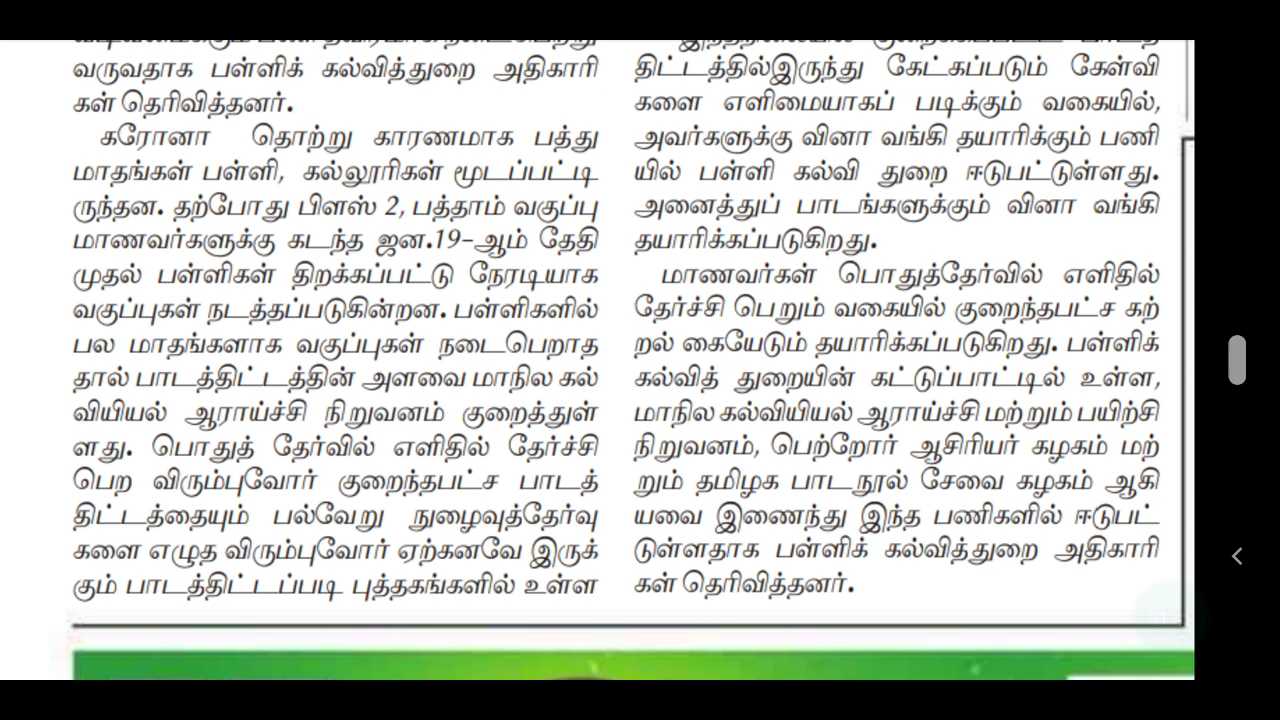 வருவதாக பள்ளிக் கல்வித்துறை அதிகாரி
கள் தெரிவித்தனர்.
கரோனா தொற்று காரணமாக பத்து
மாதங்கள் பள்ளி, கல்லூரிகள் மூடப்பட்டி
ருந்தன. தற்போது பிளஸ் 2, பத்தாம் வகுப்பு
மாணவர்களுக்கு கடந்த ஜன.19-ஆம் தேதி
முதல் பள்ளிகள் திறக்கப்பட்டு நேரடியாக
வகுப்புகள் நடத்தப்படுகின்றன. பள்ளிகளில்
பல மாதங்களாக வகுப்புகள் நடைபெறாத
தால் பாடத்திட்டத்தின் அளவை மாநில கல்
வியியல் ஆராய்ச்சி நிறுவனம் குறைத்துள்
ளது. பொதுத் தேர்வில் எளிதில் தேர்ச்சி
பெற விரும்புவோர் குறைந்தபட்ச பாடத்
திட்டத்தையும் பல்வேறு நுழைவுத்தேர்வு
களை எழுத விரும்புவோர் ஏற்கனவே இருக்
கும் பாடத்திட்டப்படி புத்தகங்களில் உள்ள
திட்டத்தில்இருந்து கேட்கப்படும் கேள்வி
களை எளிமையாகப் படிக்கும் வகையில்,
அவர்களுக்கு வினா வங்கி தயாரிக்கும் பணி
யில் பள்ளி கல்வி துறை ஈடுபட்டுள்ளது.
அனைத்துப் பாடங்களுக்கும் வினா வங்கி
தயாரிக்கப்படுகிறது.
மாணவர்கள் பொதுத்தேர்வில் எளிதில்
தேர்ச்சி பெறும் வகையில் குறைந்தபட்ச கற்
றல் கையேடும் தயாரிக்கப்படுகிறது. பள்ளிக்
கல்வித் துறையின் கட்டுப்பாட்டில் உள்ள,
மாநில கல்வியியல் ஆராய்ச்சி மற்றும் பயிற்சி
நிறுவனம், பெற்றோர் ஆசிரியர் கழகம் மற்
றும் தமிழக பாடநூல் சேவை கழகம் ஆகி
யவை இணைந்து இந்த பணிகளில் ஈடுபட்
டுள்ளதாக பள்ளிக் கல்வித்துறை அதிகாரி
கள் தெரிவித்தனர்.